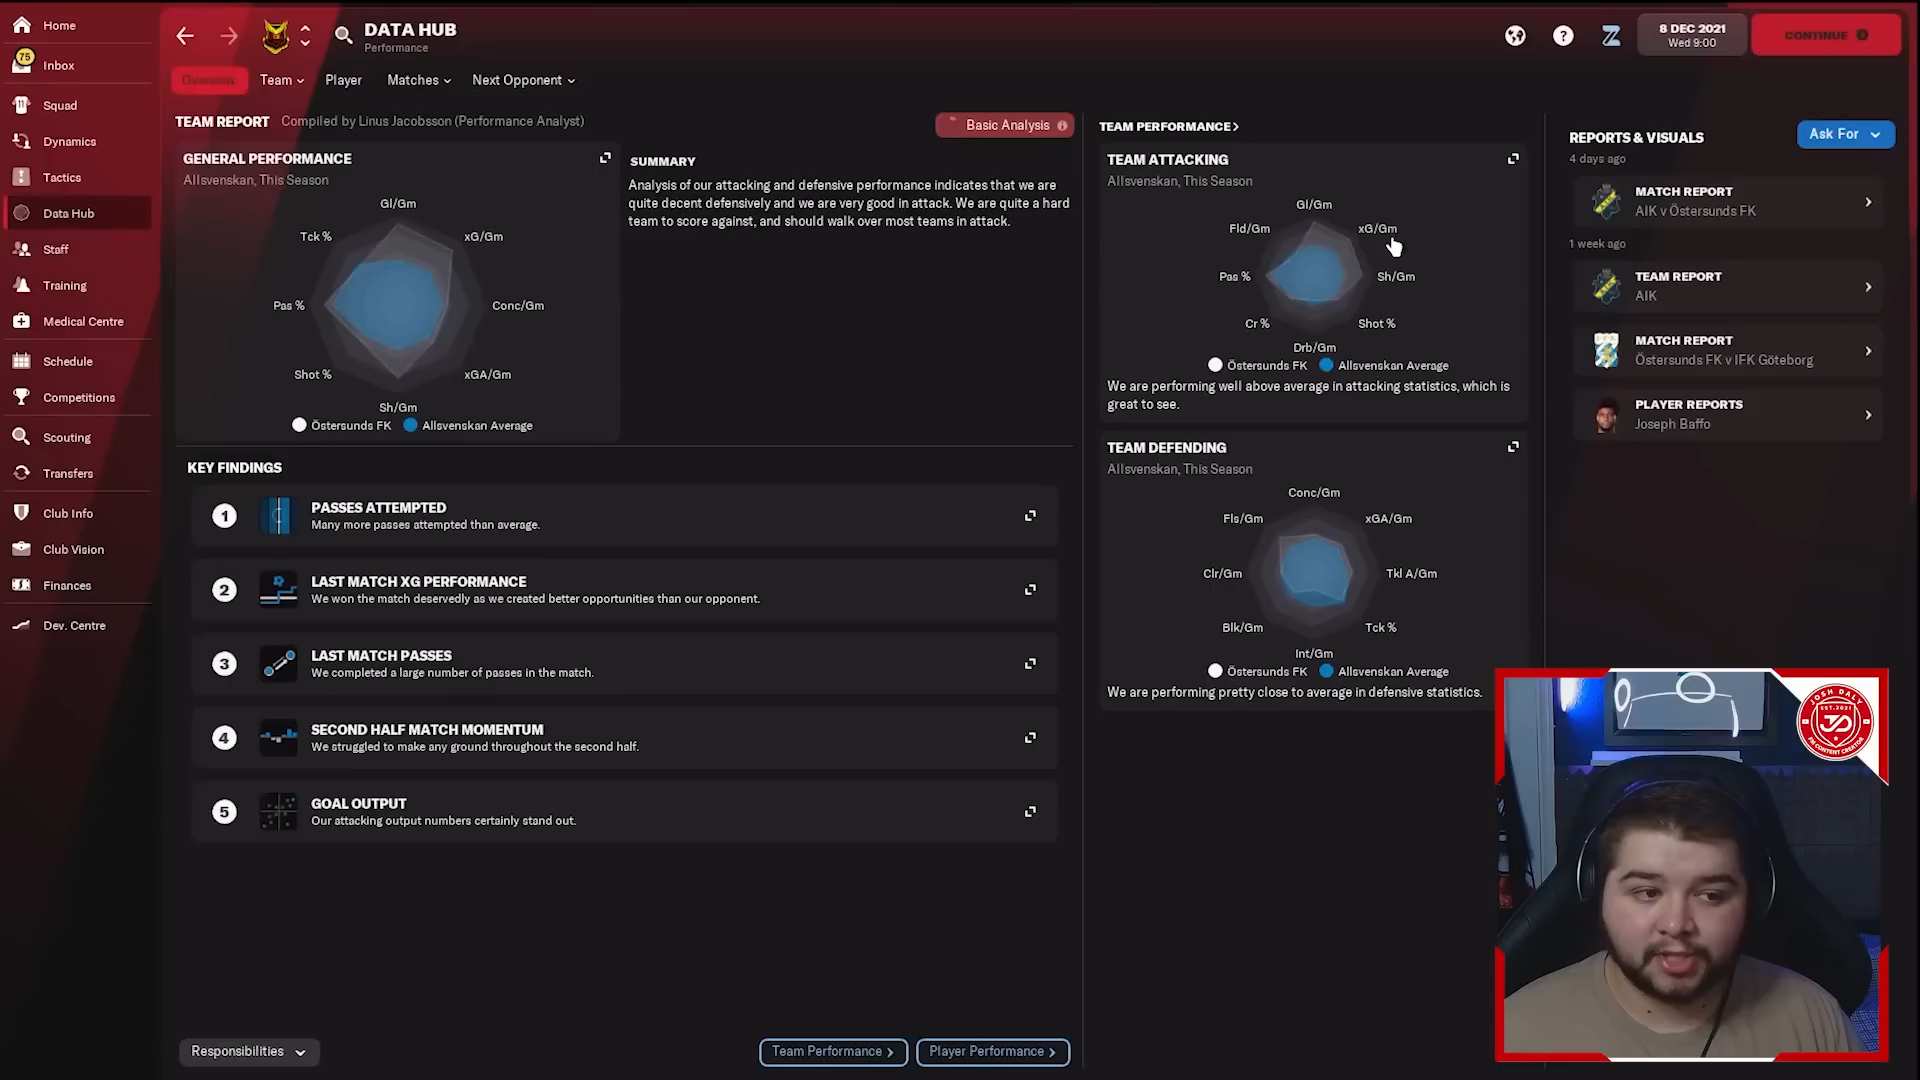 Home
75
Inbox
Squad
Dynamics
Tactics
Data Hub
Staff
Training
Medical Centre
Schedule
Competitions
Scouting
Transfers
Club Info
Club Vision
Finances
Dev. Centre
DATA HUB
Performance
8 DEC 2021
Wed 9:00
CONTINUE
Overview
Team
Player
Matches
Next Opponent
TEAM REPORT
Compiled by Linus Jacobsson (Performance Analyst)
Basic Analysis
GENERAL PERFORMANCE
Allsvenskan, This Season
Gl/Gm
Tck %
xG/Gm
Pas %
Conc/Gm
Shot %
xGA/Gm
Sh/Gm
Östersunds FK
Allsvenskan Average
SUMMARY
Analysis of our attacking and defensive performance indicates that we are
quite decent defensively and we are very good in attack. We are quite a hard
team to score against, and should walk over most teams in attack.
KEY FINDINGS
1
PASSES ATTEMPTED
Many more passes attempted than average.
2
LAST MATCH XG PERFORMANCE
We won the match deservedly as we created better opportunities than our opponent.
3
LAST MATCH PASSES
We completed a large number of passes in the match.
4
SECOND HALF MATCH MOMENTUM
We struggled to make any ground throughout the second half.
5
GOAL OUTPUT
Our attacking output numbers certainly stand out.
Responsibilities
Team Performance >
Player Performance >
TEAM PERFORMANCE>
TEAM ATTACKING
Allsvenskan, This Season
Gl/Gm
Fld/Gm
xG/Gm
Pas %
Sh/Gm
Cr %
Shot %
Drb/Gm
Östersunds FK
Allsvenskan Average
We are performing well above average in attacking statistics, which is
great to see.
TEAM DEFENDING
Allsvenskan, This Season
Conc/Gm
Fls/Gm
xGA/Gm
Clr/Gm
Tkl A/Gm
Blk/Gm
Tck %
Int/Gm
Östersunds FK
Allsvenskan Average
We are performing pretty close to average in defensive statistics.
REPORTS & VISUALS
Ask For
4 days ago
MATCH REPORT
AIK v Östersunds FK
1 week ago
TEAM REPORT
AIK
MATCH REPORT
Östersunds FK v IFK Göteborg
PLAYER REPORTS
Joseph Baffo
JOSH DALY
EST.2021
JD
FM CONTENT CREATOR